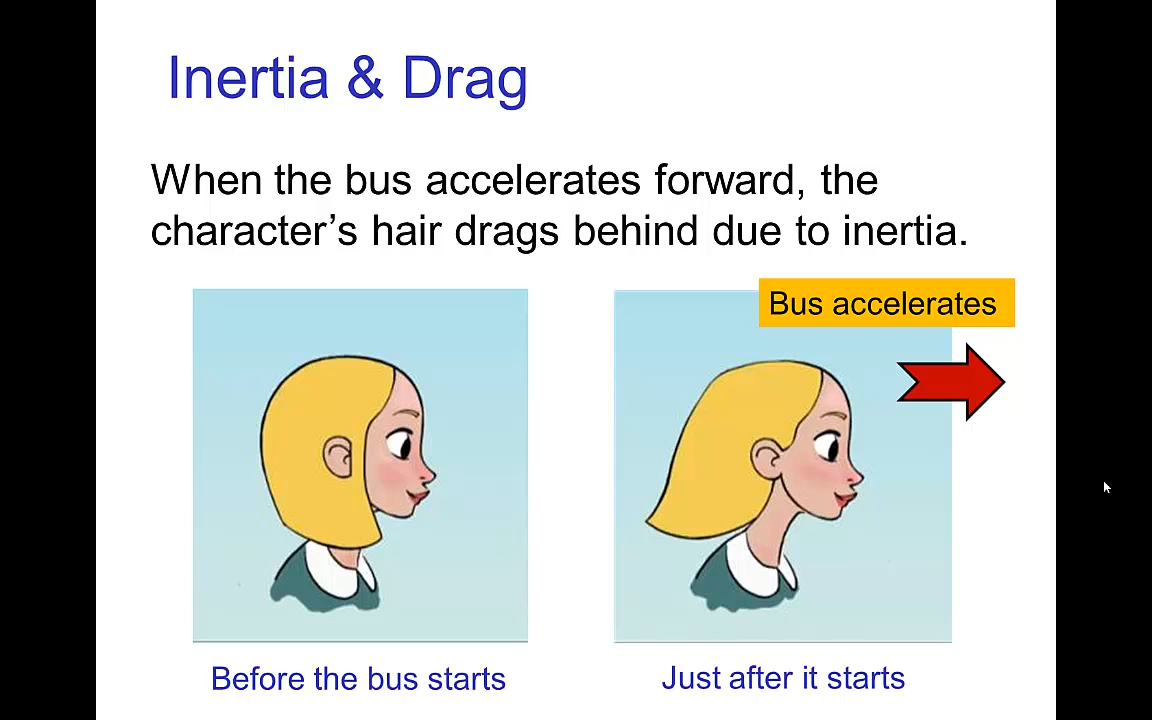 Inertia & Drag
When the bus accelerates forward, the
character’s hair drags behind due to inertia.
Bus accelerates
Before the bus starts
Just after it starts